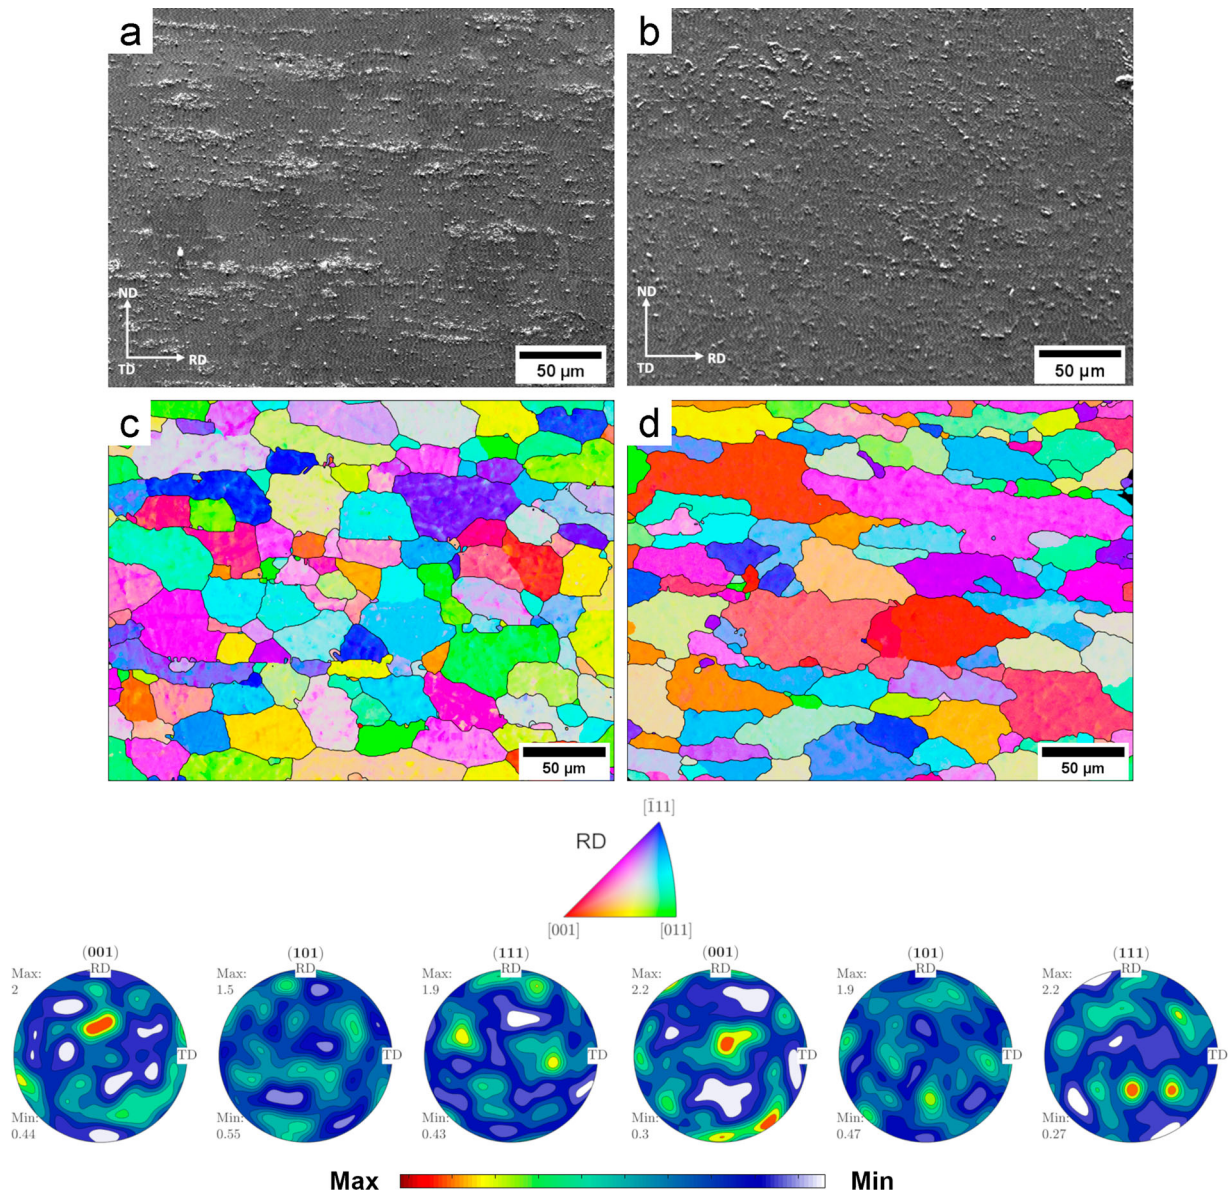 a
b
ND
RD
TD
50 µm
ND
RD
TD
50 µm
c
d
50 µm
50 µm
[1̄11]
RD
[001]
[011]
(001)
(101)
(111)
(001)
(101)
(111)
RD
RD
RD
RD
RD
RD
Max:
2
Max:
1.5
Max:
1.9
Max:
2.2
Max:
1.9
Max:
2.2
TD
TD
TD
TD
TD
TD
Min:
0.44
Min:
0.55
Min:
0.43
Min:
0.3
Min:
0.47
Min:
0.27
Max
Min